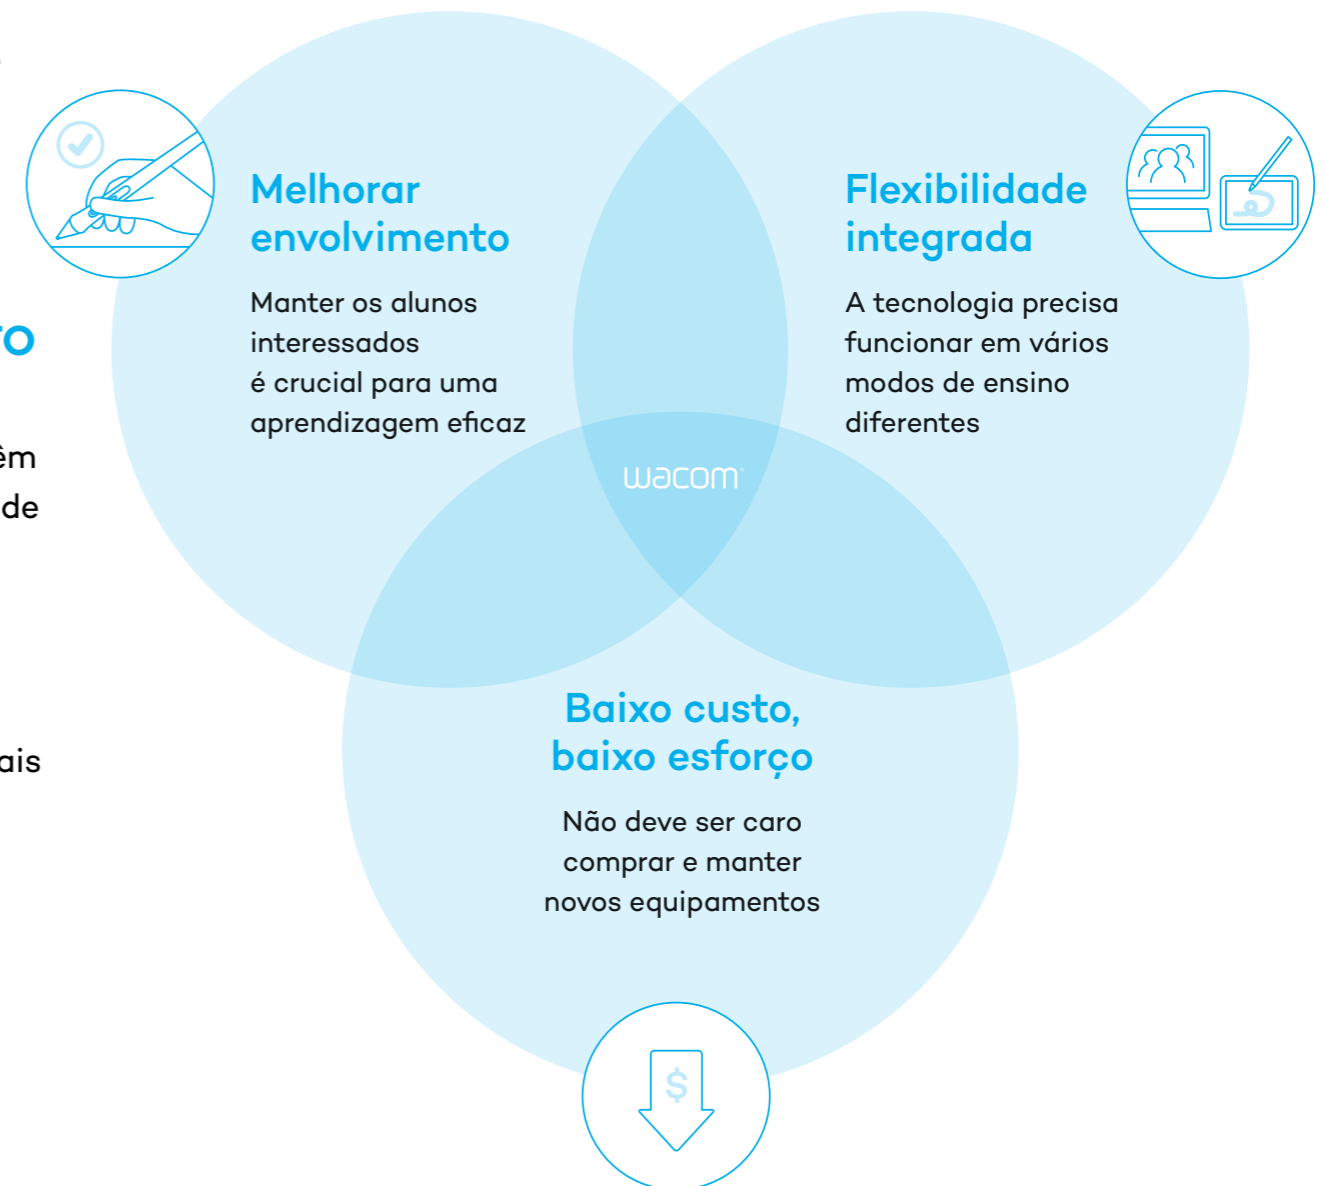 Melhorar
envolvimento
Manter os alunos
interessados
é crucial para uma
aprendizagem eficaz
Flexibilidade
integrada
A tecnologia precisa
funcionar em vários
modos de ensino
diferentes
wacom
Baixo custo,
baixo esforço
Não deve ser caro
comprar e manter
novos equipamentos
$
de